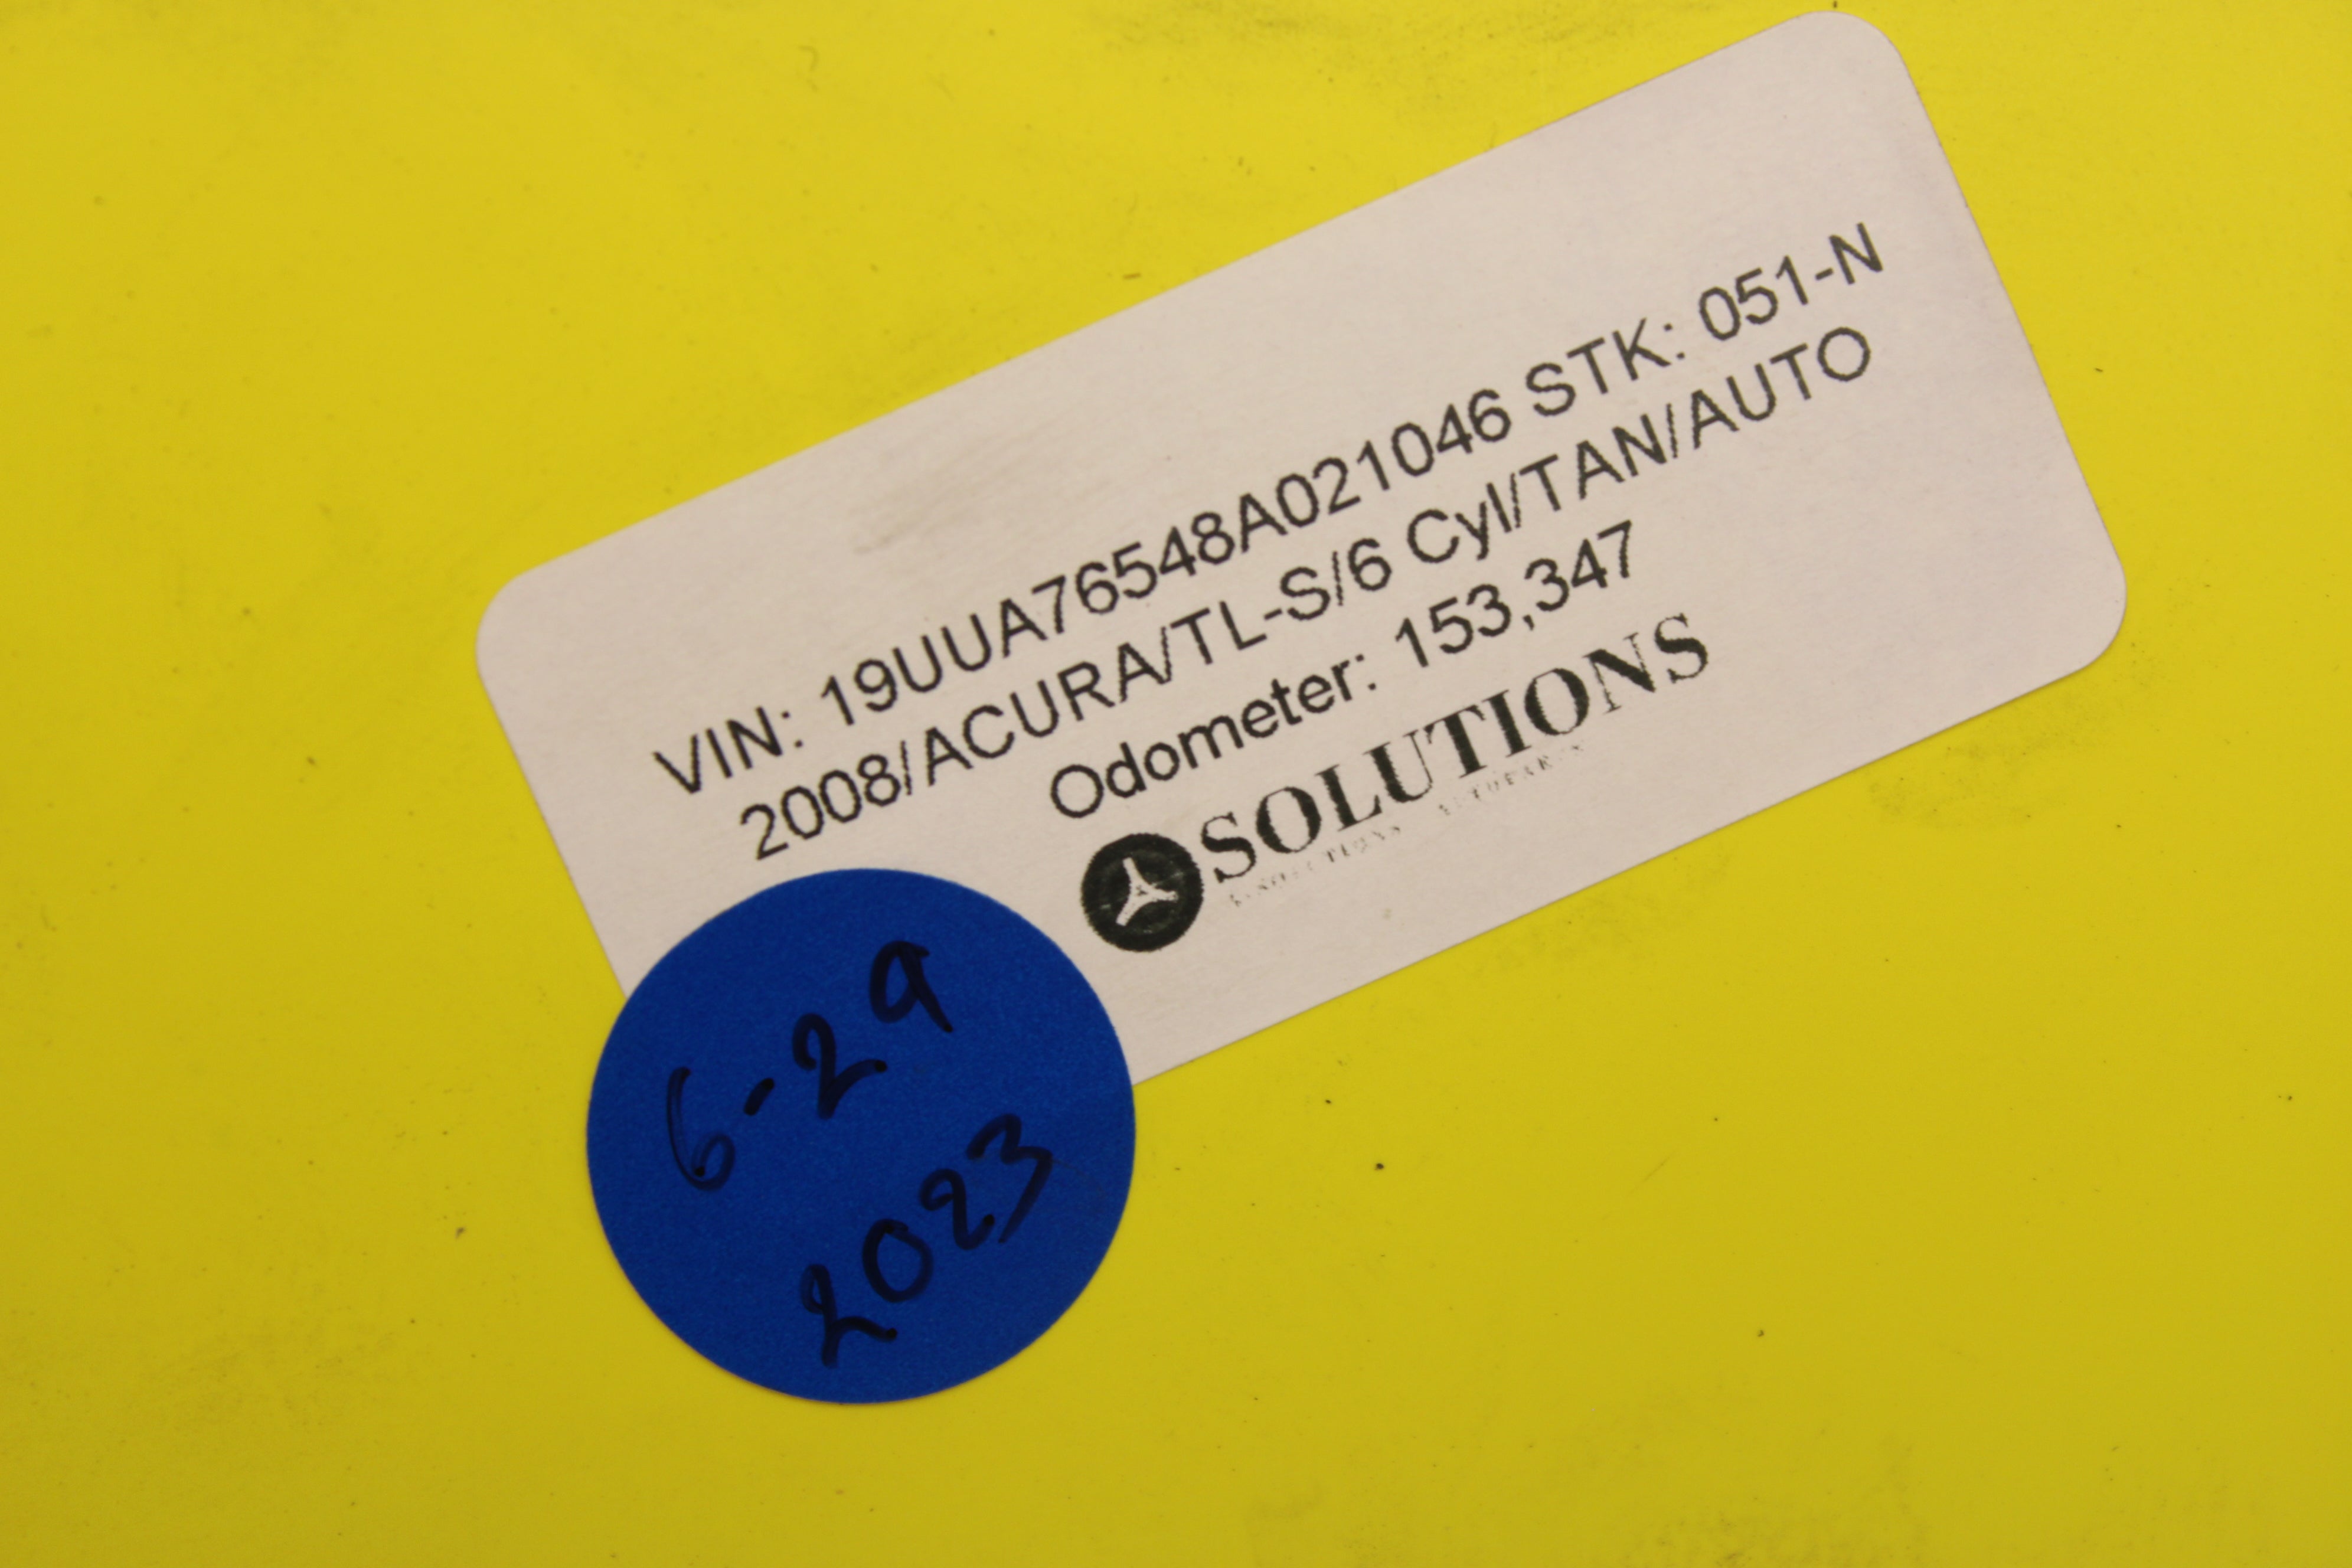 VIN: 19UUA76548A021046 STK: 051-N
2008/ACURA/TL-S/6 Cyl/TAN/AUTO
Odometer: 153,347
SOLUTIONS
6-29
2023